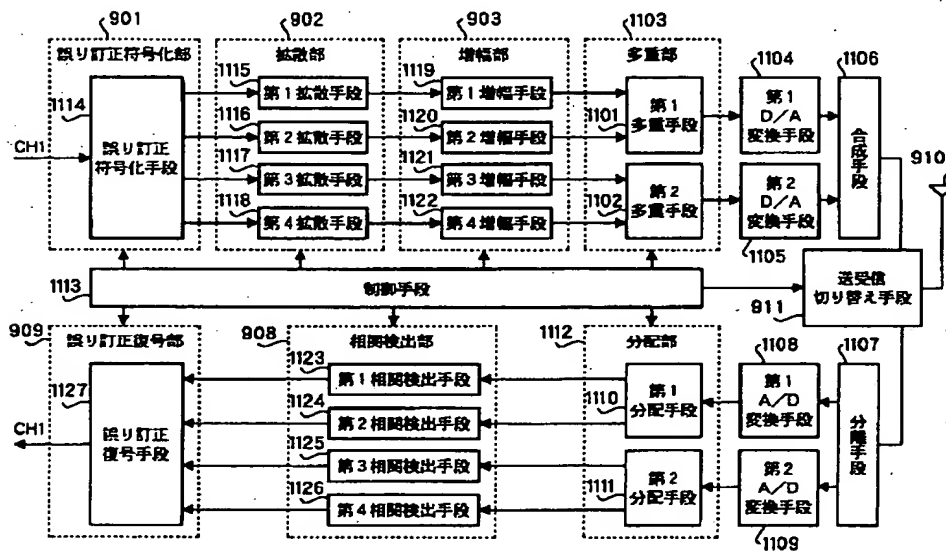 901
902
903
1103
誤り訂正符号化部
拡散部
増幅部
多重部
1104
1106
1114
1115
1119
第1拡散手段
第1増幅手段
1116
1120
1101
第2拡散手段
第2増幅手段
第1
多重手段
第1
D/A
変換手段
CH1
誤り訂正
符号化手段
合成手段
910
1117
1121
第3拡散手段
第3増幅手段
1118
1122
1102
第4拡散手段
第4増幅手段
第2
多重手段
第2
D/A
変換手段
1105
1113
制御手段
送受信
切り替え手段
911
909
誤り訂正復号部
908
相関検出部
1112
分配部
1108
1107
1127
1123
第1相関検出手段
1124
第2相関検出手段
1110
第1
分配手段
第1
A/D
変換手段
CH1
誤り訂正
復号手段
分離手段
1125
第3相関検出手段
1126
第4相関検出手段
1111
第2
分配手段
第2
A/D
変換手段
1109